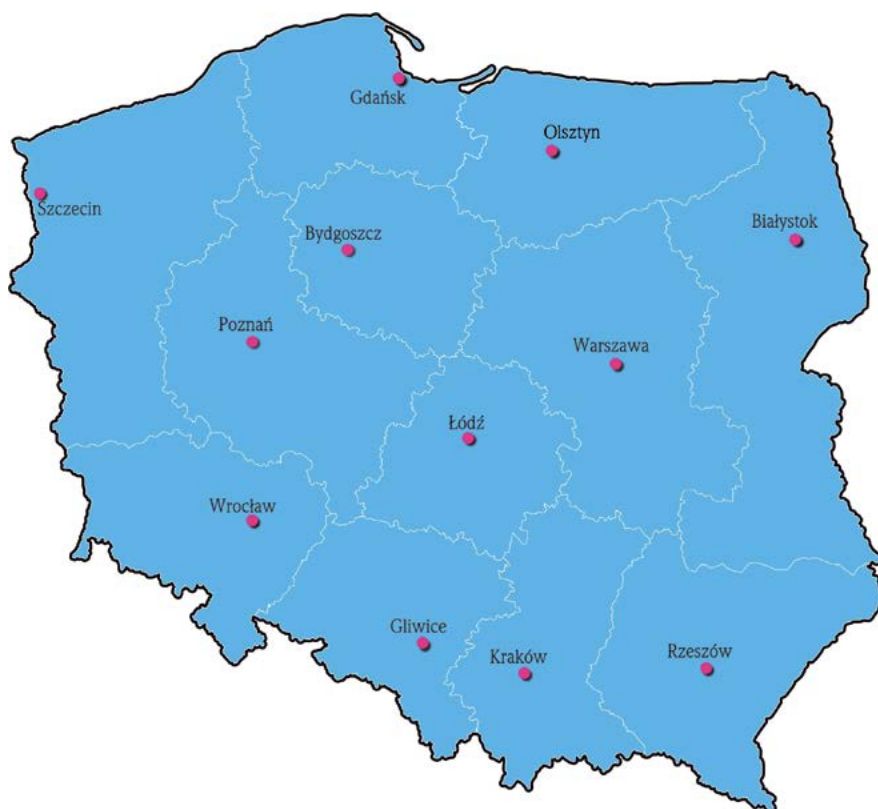 Gdańsk
Olsztyn
Szczecin
Białystok
Bydgoszcz
Poznań
Warszawa
Łódź
Wrocław
Gliwice
Kraków
Rzeszów